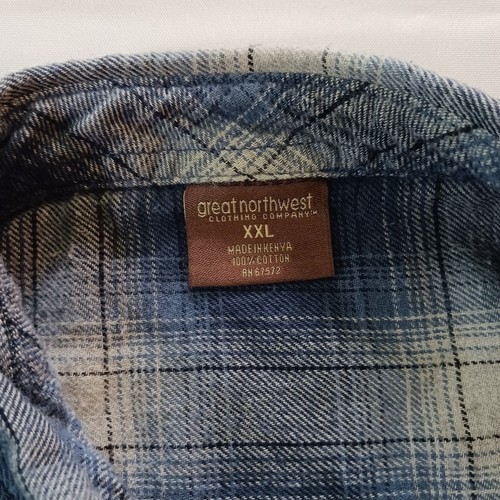 great northwest
CLOTHING COMPANY™
XXL
MADE IN KENYA
100% COTTON
RN 67572